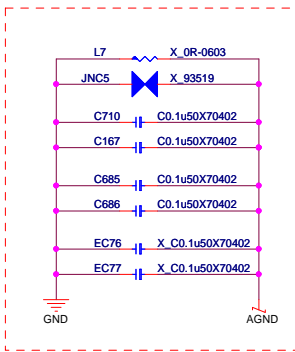 L7 X_0R-0603
JNC5 X_93519
C710 C0.1u50X70402
C167 C0.1u50X70402
C685 C0.1u50X70402
C686 C0.1u50X70402
EC76 X_C0.1u50X70402
EC77 X_C0.1u50X70402
GND AGND